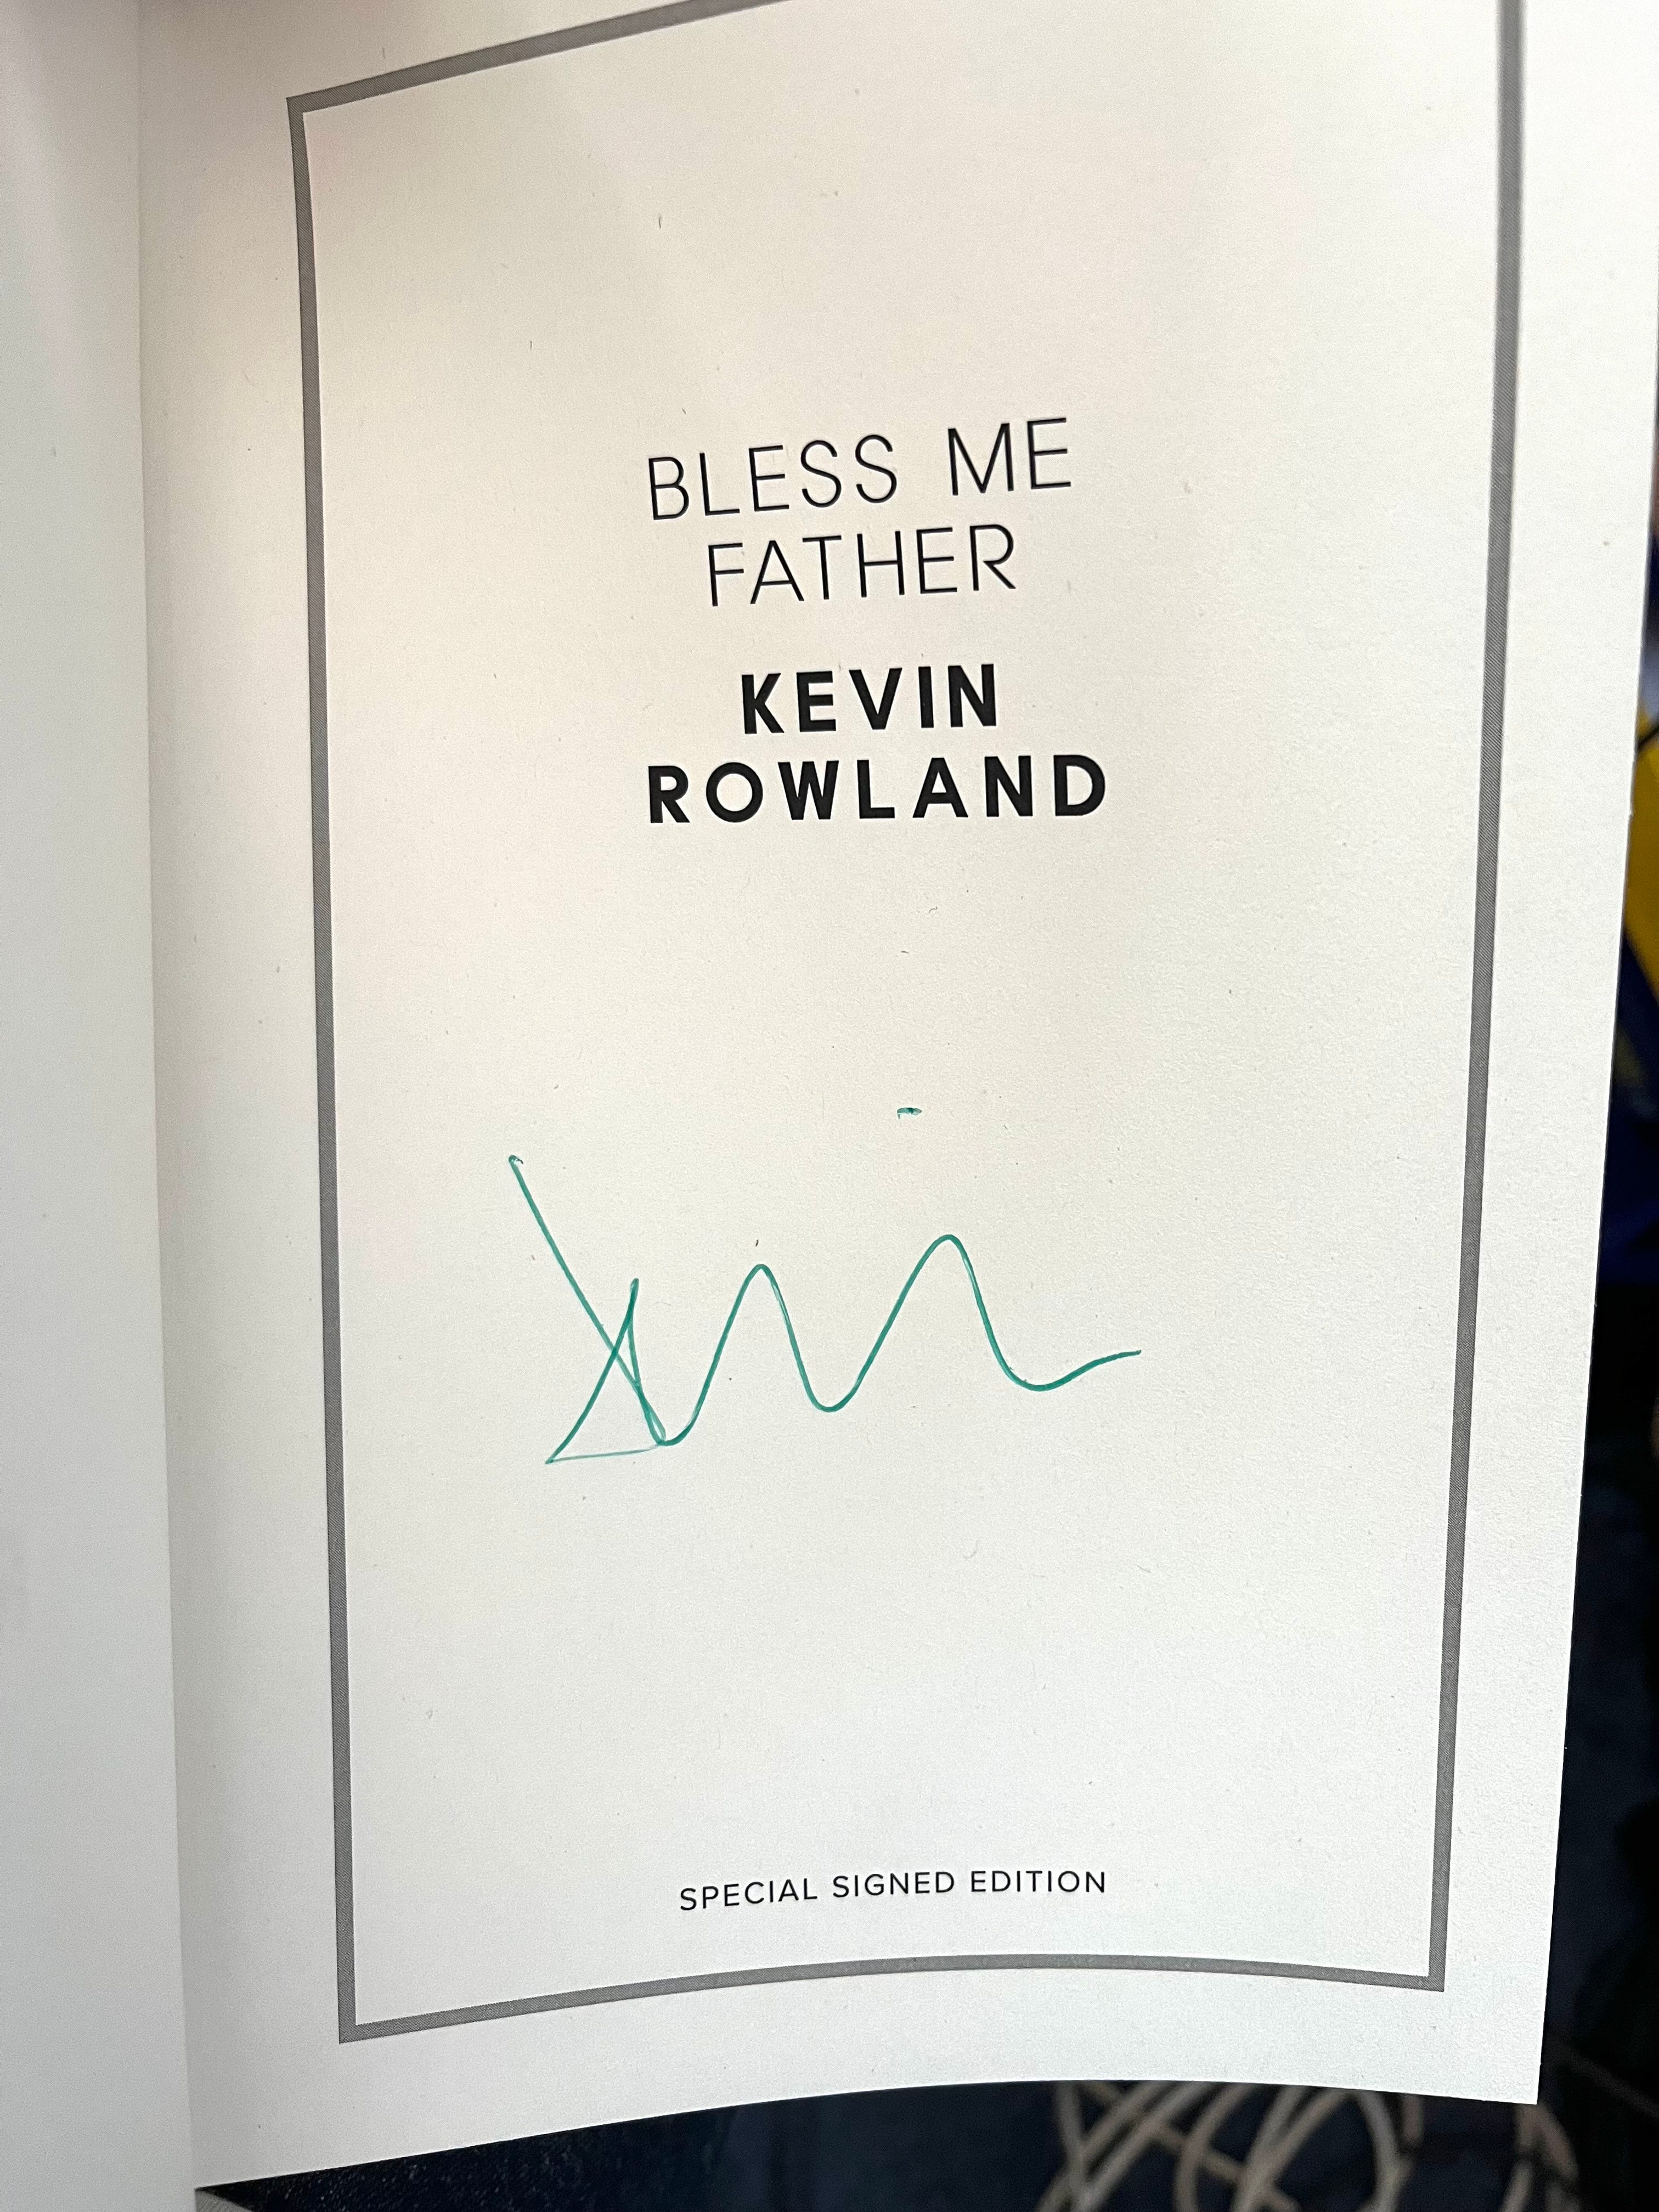 BLESS ME
FATHER
KEVIN
ROWLAND
SPECIAL SIGNED EDITION